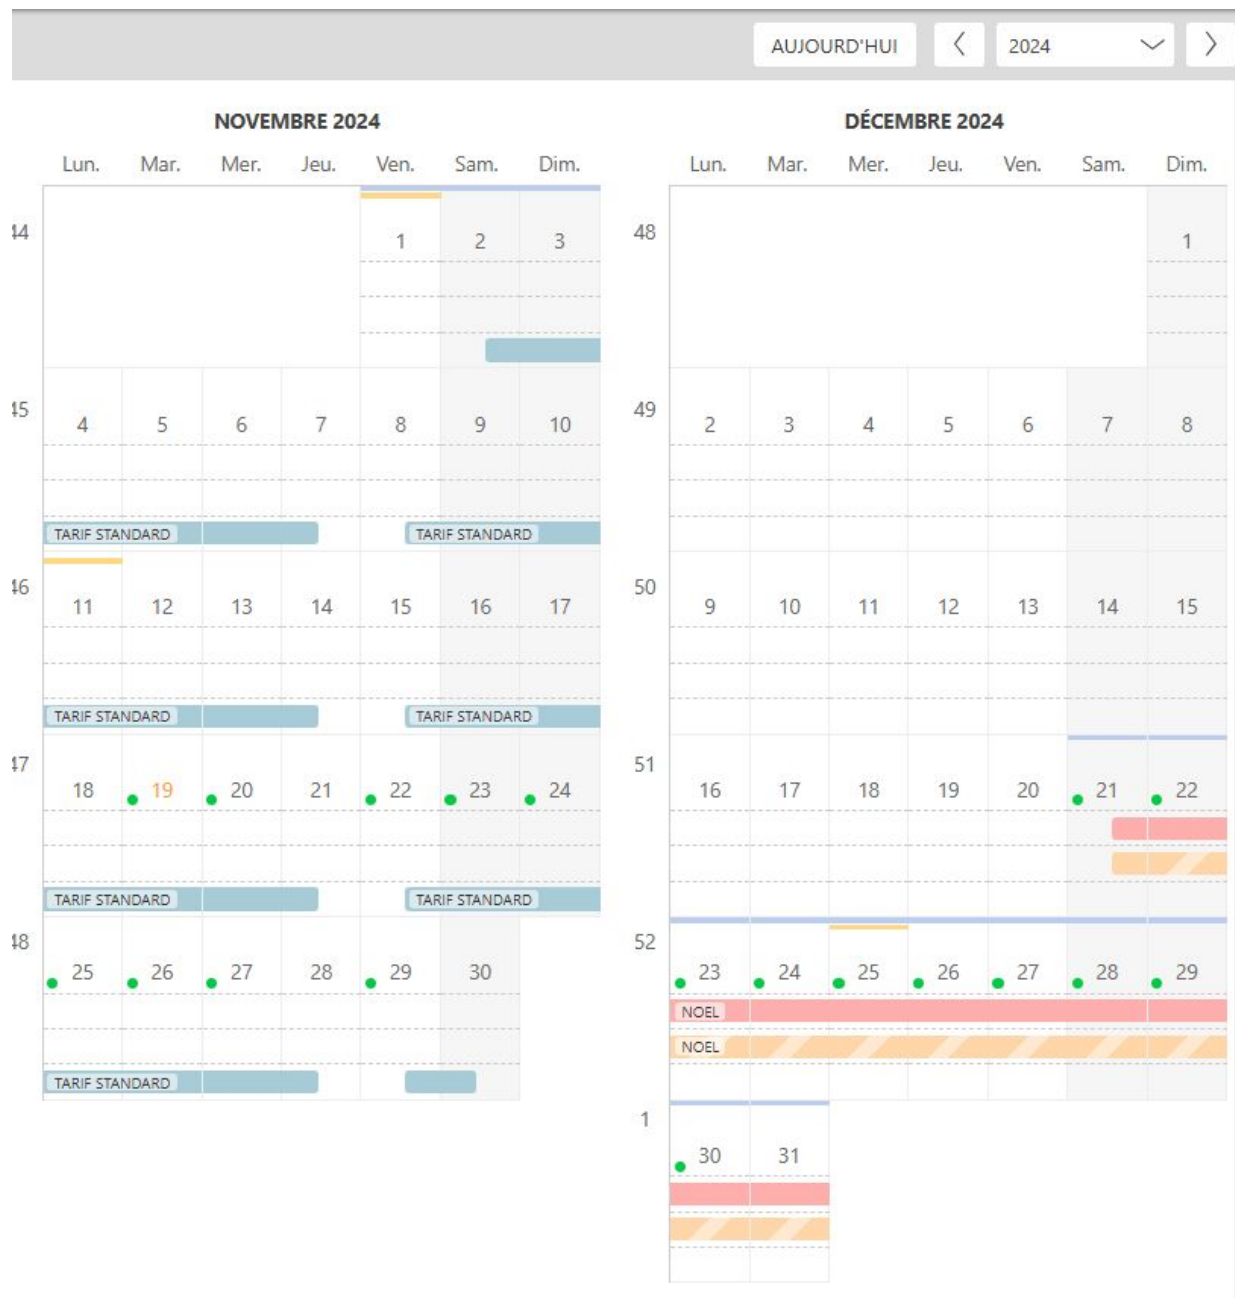 AUJOURD'HUI 2024
NOVEMBRE 2024
Lun. Mar. Mer. Jeu. Ven. Sam. Dim.
44 1 2 3
45 4 5 6 7 8 9 10
TARIF STANDARD TARIF STANDARD
46 11 12 13 14 15 16 17
TARIF STANDARD TARIF STANDARD
47 18 19 20 21 22 23 24
TARIF STANDARD TARIF STANDARD
48 25 26 27 28 29 30
TARIF STANDARD
DÉCEMBRE 2024
Lun. Mar. Mer. Jeu. Ven. Sam. Dim.
48 1
49 2 3 4 5 6 7 8
50 9 10 11 12 13 14 15
51 16 17 18 19 20 21 22
52 23 24 25 26 27 28 29
NOEL
NOEL
1 30 31